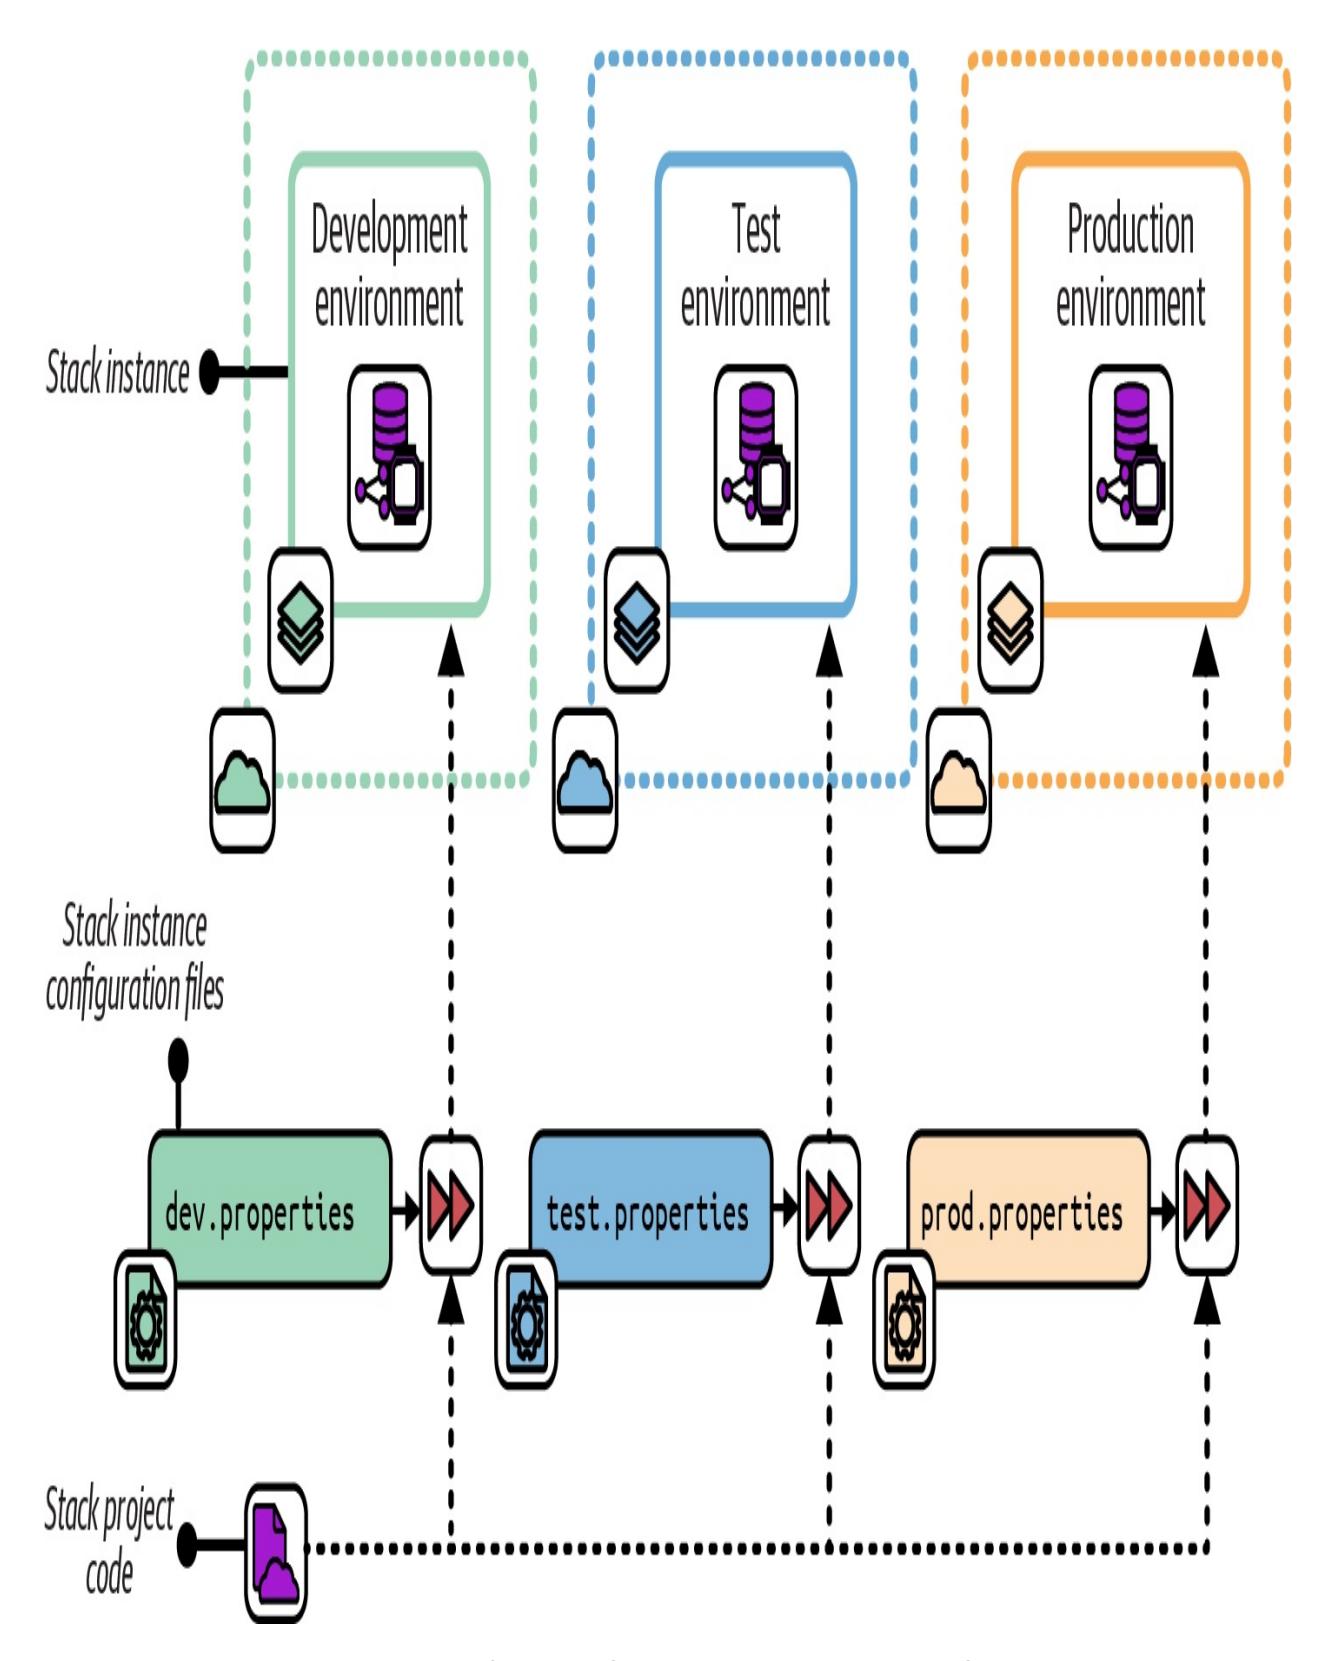 Development
environment
Test
environment
Production
environment
Stack instance
Stack instance
configuration files
dev.properties
test.properties
prod.properties
Stack project
code